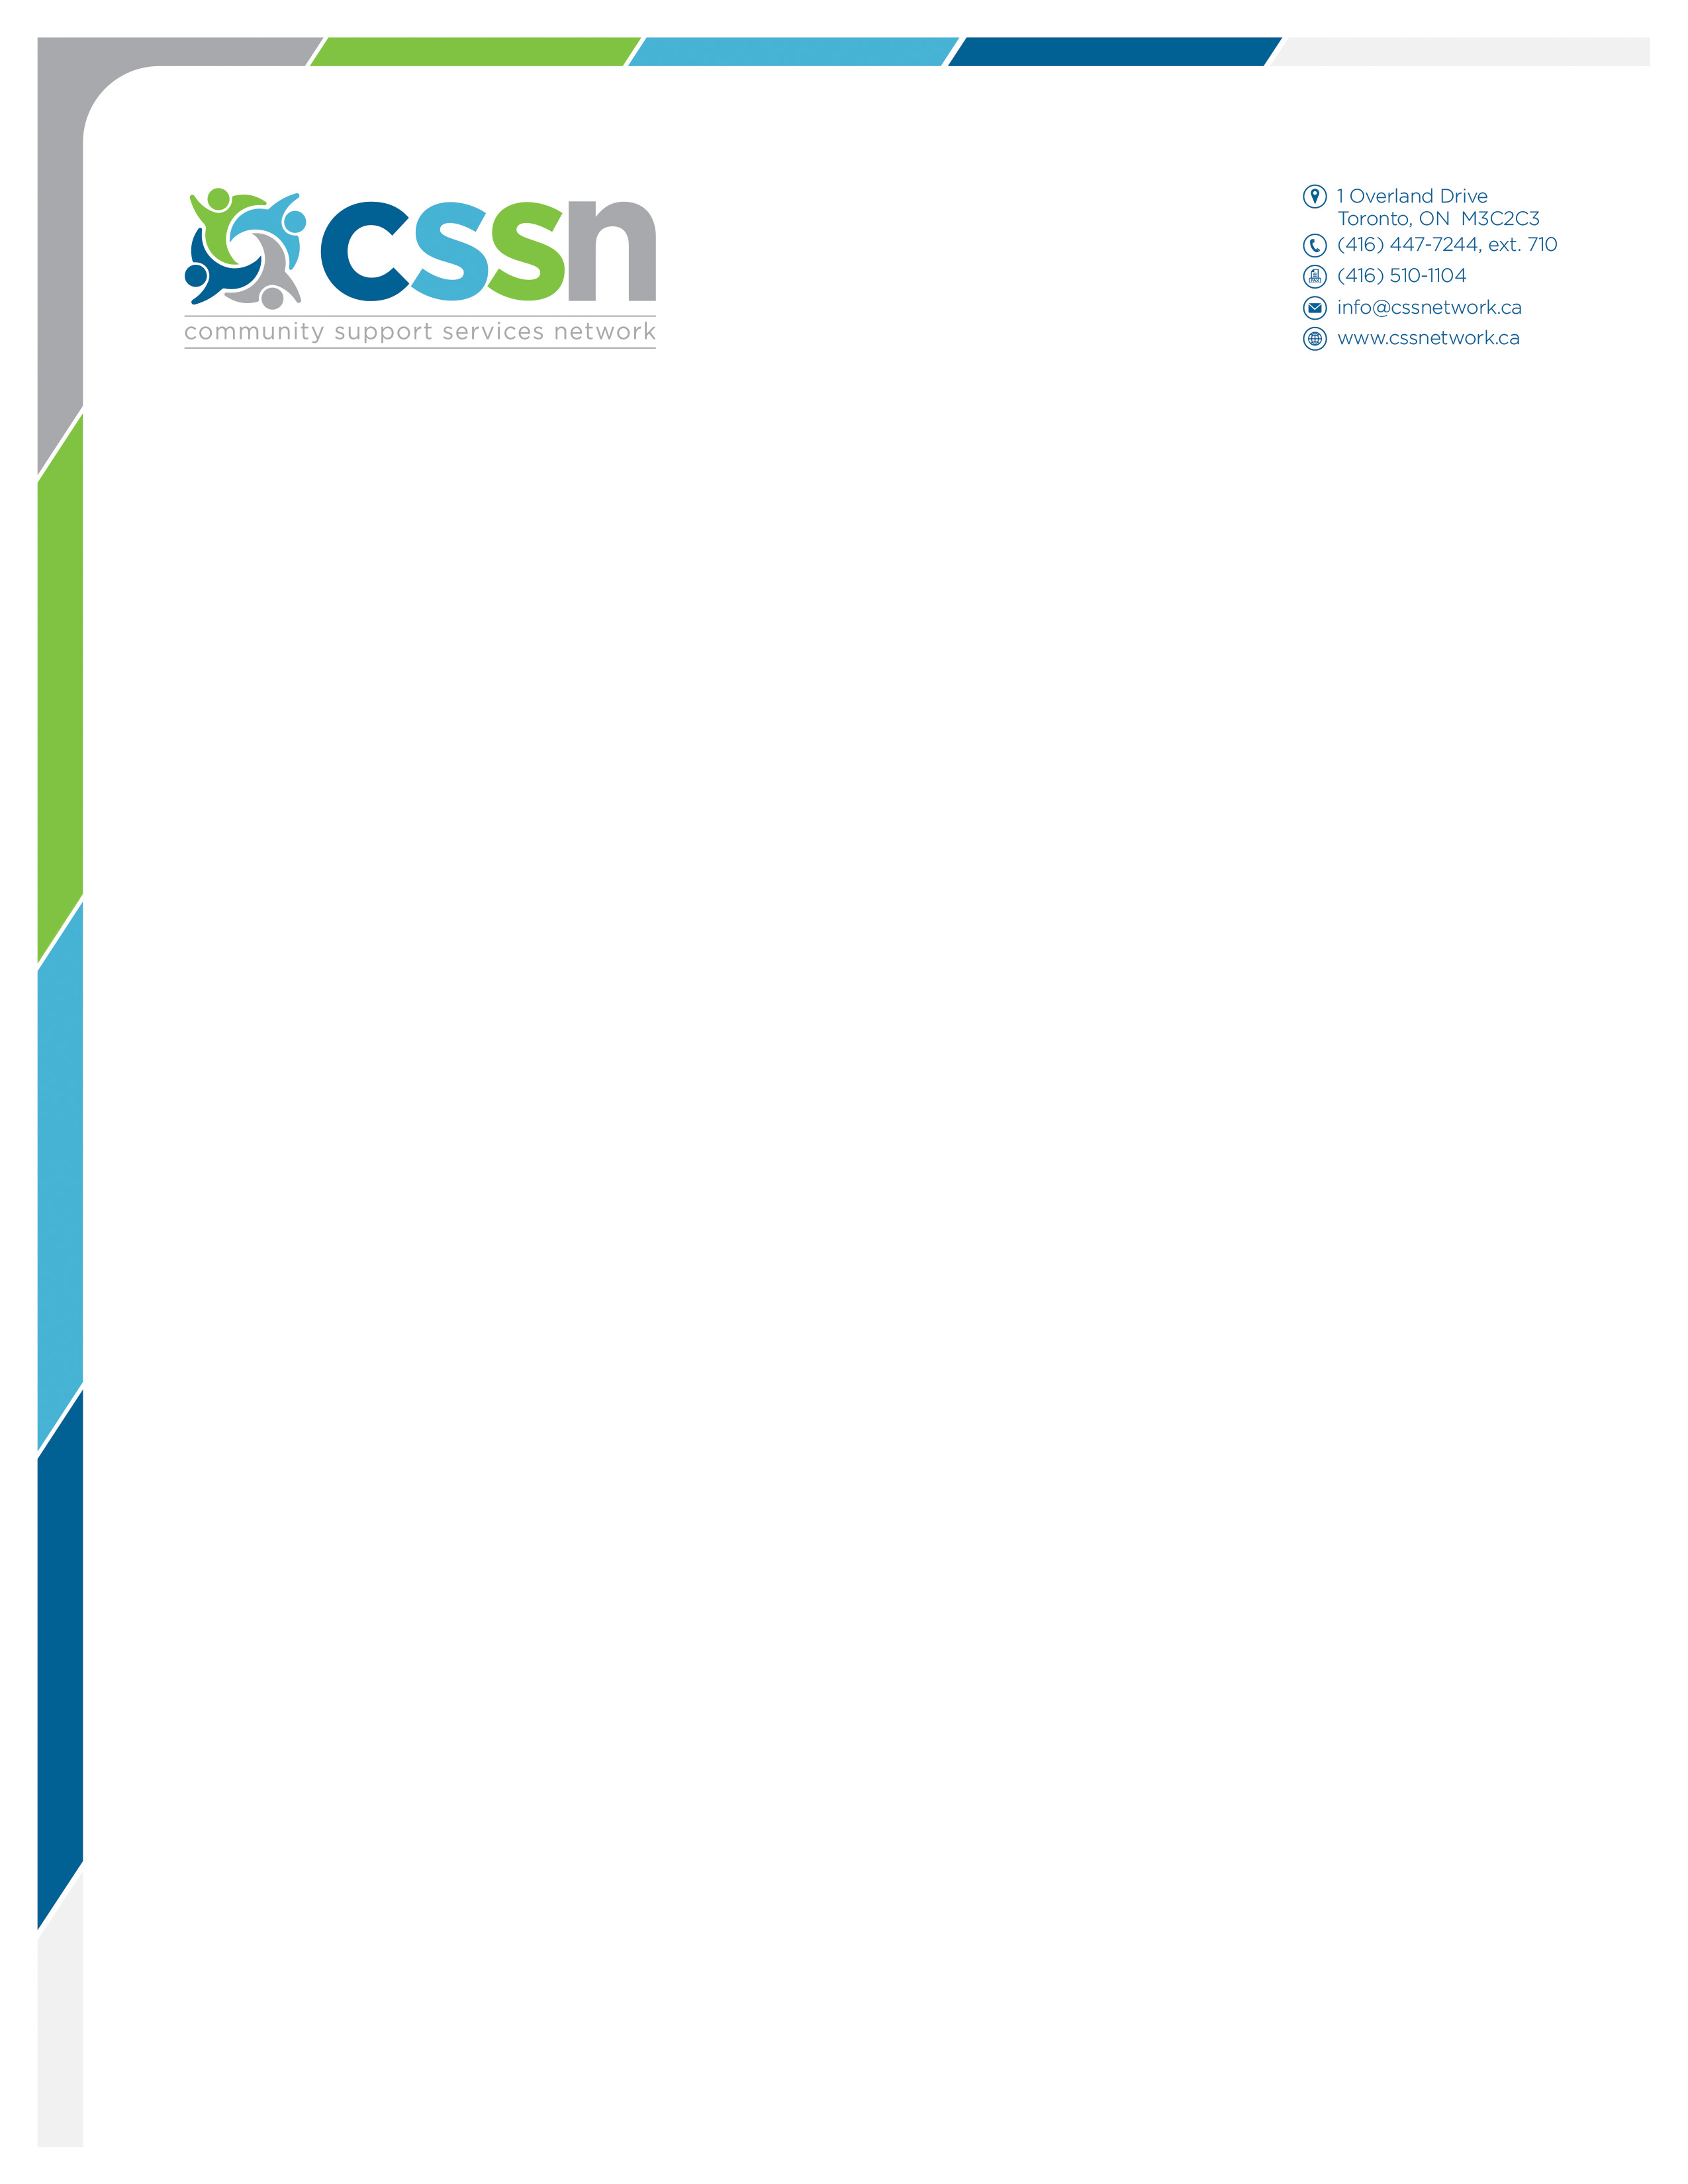 cssn
community support services network
1 Overland Drive
Toronto, ON  M3C2C3
(416) 447-7244, ext. 710
(416) 510-1104
info@cssnetwork.ca
www.cssnetwork.ca